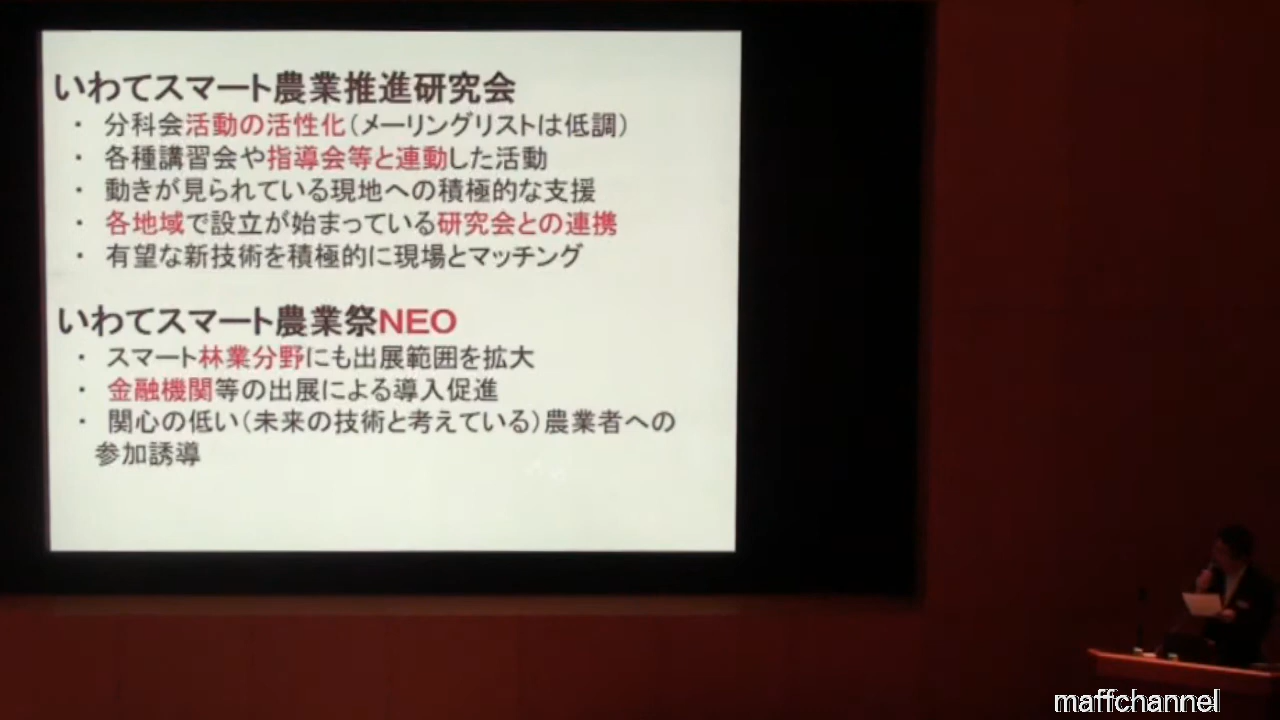 いわてスマート農業推進研究会
・ 分科会活動の活性化（メーリングリストは低調）
・ 各種講習会や指導会等と連動した活動
・ 動きが見られている現地への積極的な支援
・ 各地域で設立が始まっている研究会との連携
・ 有望な新技術を積極的に現場とマッチング
いわてスマート農業祭NEO
・ スマート林業分野にも出展範囲を拡大
・ 金融機関等の出展による導入促進
・ 関心の低い（未来の技術と考えている）農業者への
参加誘導
maffchannel